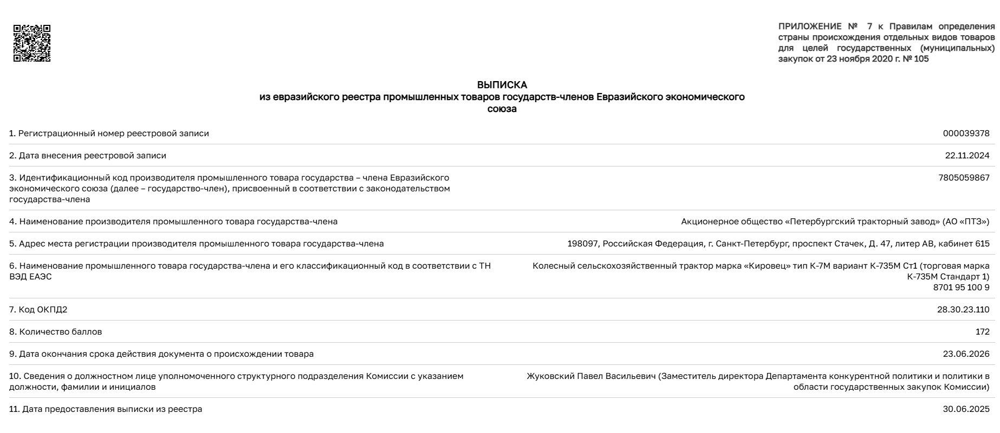 ПРИЛОЖЕНИЕ № 7 к Правилам определения
страны происхождения отдельных видов товаров
для целей государственных (муниципальных)
закупок от 23 ноября 2020 г. № 105
ВЫПИСКА
из евразийского реестра промышленных товаров государств-членов Евразийского экономического
союза
1. Регистрационный номер реестровой записи
000039378
2. Дата внесения реестровой записи
22.11.2024
3. Идентификационный код производителя промышленного товара государства – члена Евразийского
экономического союза (далее – государство-член), присвоенный в соответствии с законодательством
государства-члена
7805059867
4. Наименование производителя промышленного товара государства-члена
Акционерное общество «Петербургский тракторный завод» (АО «ПТЗ»)
5. Адрес места регистрации производителя промышленного товара государства-члена
198097, Российская Федерация, г. Санкт-Петербург, проспект Стачек, Д. 47, литер АВ, кабинет 615
6. Наименование промышленного товара государства-члена и его классификационный код в соответствии с ТН
ВЭД ЕАЭС
Колесный сельскохозяйственный трактор марка «Кировец» тип К-7М вариант К-735М Ст1 (торговая марка
К-735М Стандарт 1)
8701 95 100 9
7. Код ОКПД2
28.30.23.110
8. Количество баллов
172
9. Дата окончания срока действия документа о происхождении товара
23.06.2026
10. Сведения о должностном лице уполномоченного структурного подразделения Комиссии с указанием
должности, фамилии и инициалов
Жуковский Павел Васильевич (Заместитель директора Департамента конкурентной политики и политики в
области государственных закупок Комиссии)
11. Дата предоставления выписки из реестра
30.06.2025